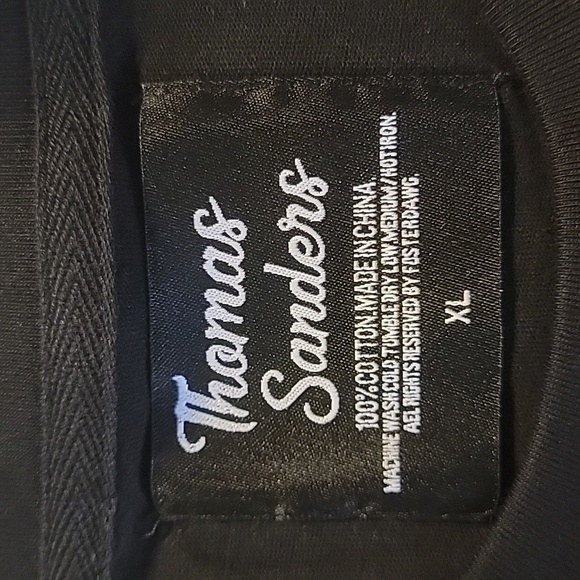 Thomas
Sanders
100%COTTON.MADE IN CHINA.
MACHINE WASH COLD, TUMBLE DRY LOW, MEDIUM/HOT IRON.
ALL RIGHTS RESERVED BY FOSTERDAWG.
XL